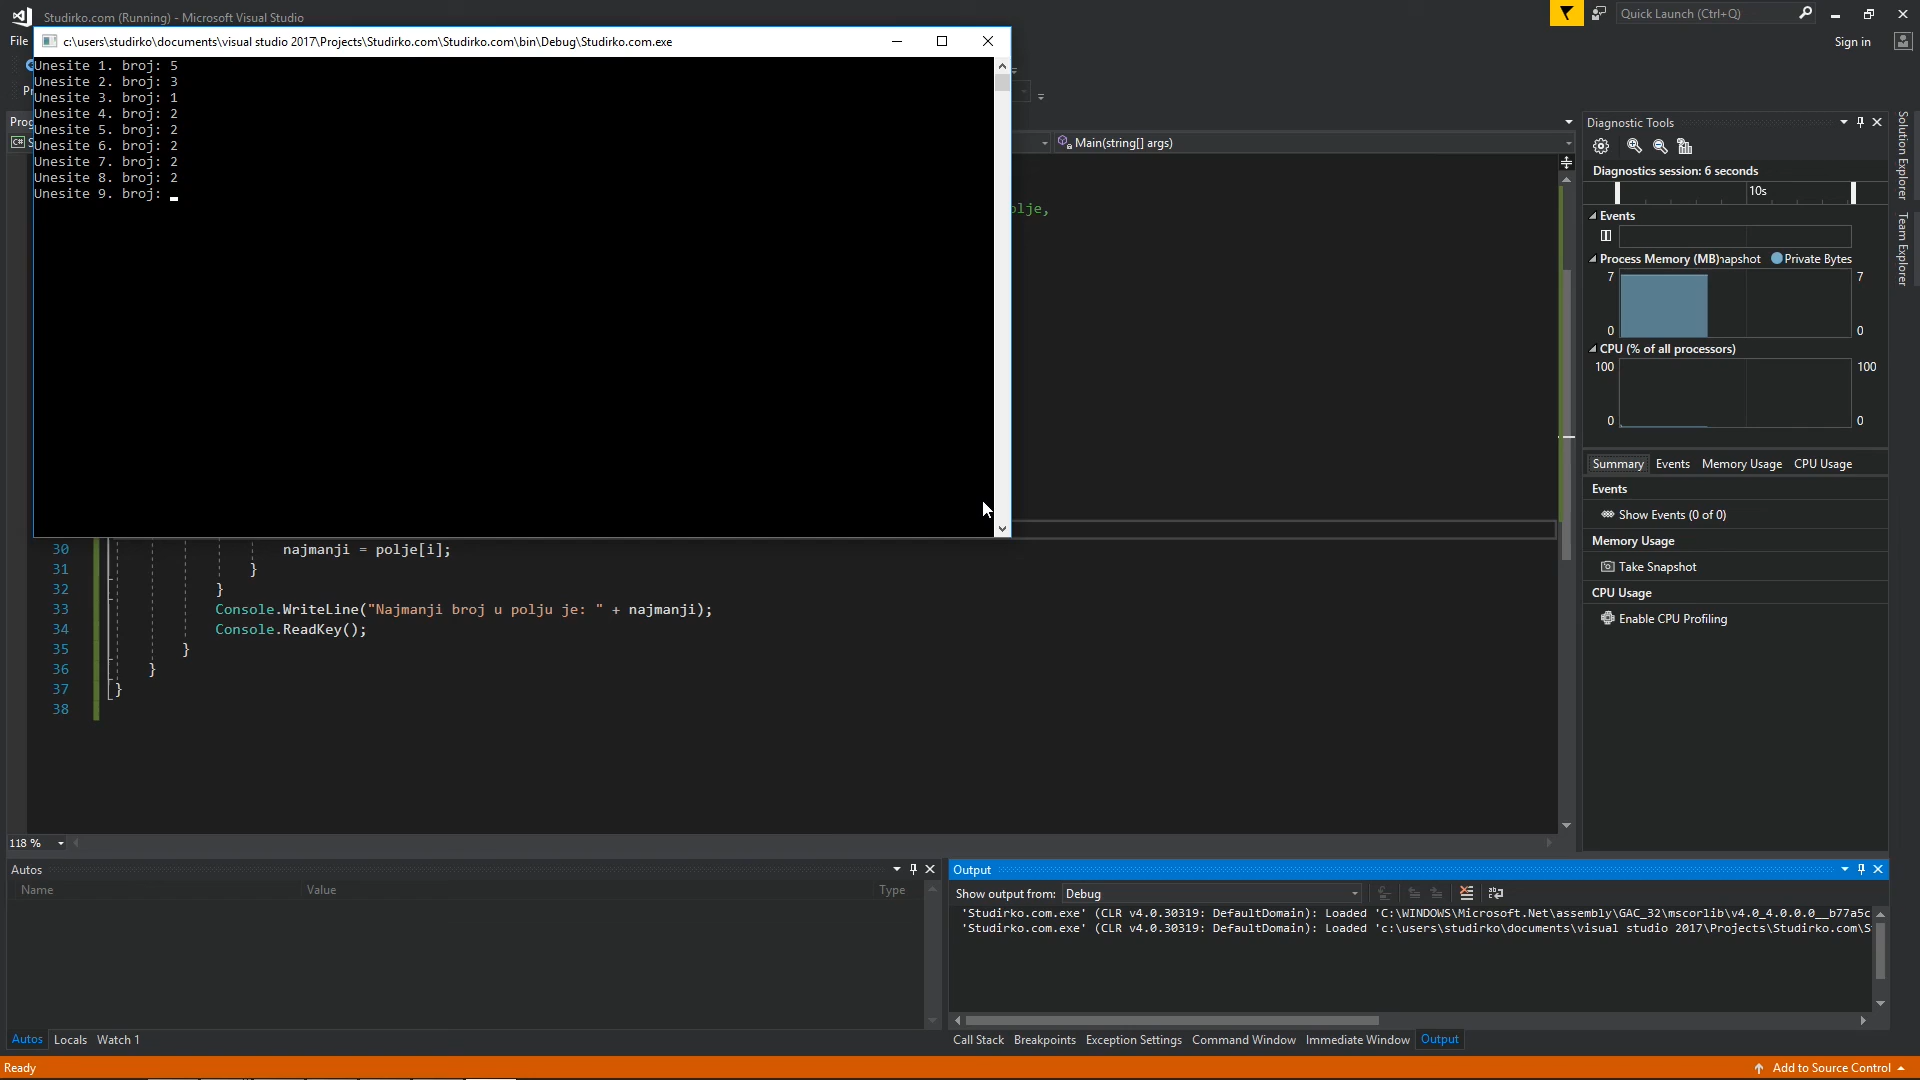 Studirko.com (Running) - Microsoft Visual Studio
Quick Launch (Ctrl+Q)
File
c:\users\studirko\documents\visual studio 2017\Projects\Studirko.com\Studirko.com\bin\Debug\Studirko.com.exe
Sign in
Unesite 1. broj: 5
Unesite 2. broj: 3
Unesite 3. broj: 1
Unesite 4. broj: 2
Unesite 5. broj: 2
Unesite 6. broj: 2
Unesite 7. broj: 2
Unesite 8. broj: 2
Unesite 9. broj:
Main(string[] args)
olje,
30 najmanji = polje[i];
31 }
32 }
33 Console.WriteLine("Najmanji broj u polju je: " + najmanji);
34 Console.ReadKey();
35 }
36 }
37 }
38
118 %
Diagnostic Tools
Diagnostics session: 6 seconds
10s
Events
Process Memory (MB) napshot Private Bytes
7 7
0 0
CPU (% of all processors)
100 100
0 0
Summary Events Memory Usage CPU Usage
Events
Show Events (0 of 0)
Memory Usage
Take Snapshot
CPU Usage
Enable CPU Profiling
Solution Explorer
Team Explorer
Autos
Name Value Type
Autos Locals Watch 1
Output
Show output from: Debug
'Studirko.com.exe' (CLR v4.0.30319: DefaultDomain): Loaded 'C:\WINDOWS\Microsoft.Net\assembly\GAC_32\mscorlib\v4.0_4.0.0.0__b77a5c
'Studirko.com.exe' (CLR v4.0.30319: DefaultDomain): Loaded 'c:\users\studirko\documents\visual studio 2017\Projects\Studirko.com\S
Call Stack Breakpoints Exception Settings Command Window Immediate Window Output
Ready
Add to Source Control